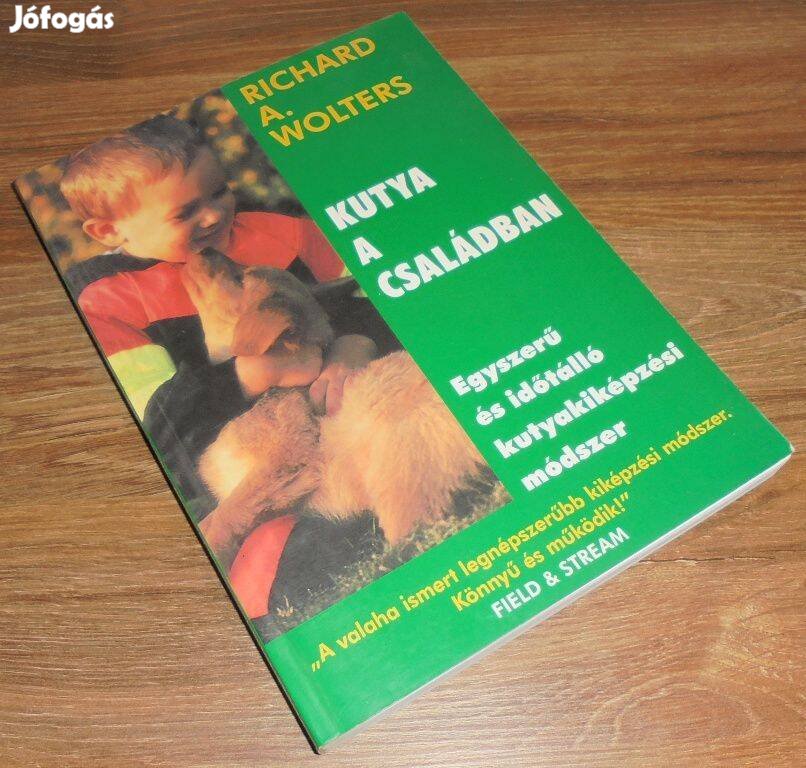 Jófogás
RICHARD
A.
WOLTERS
KUTYA
A
CSALÁDBAN
Egyszerű
és időtálló
kutyakiképzési
módszer
„A valaha ismert legnépszerűbb kiképzési módszer.
Könnyű és működik!”
FIELD & STREAM